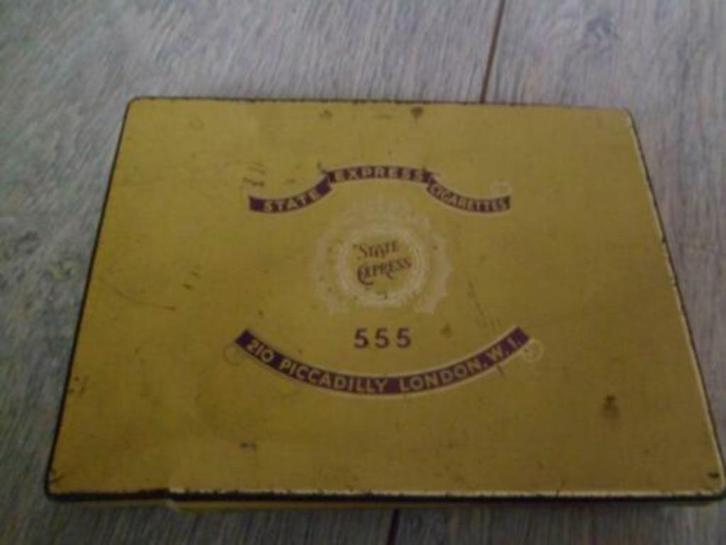 STATE EXPRESS CIGARETTES
STATE
EXPRESS
555
210 PICCADILLY LONDON. W. 1.